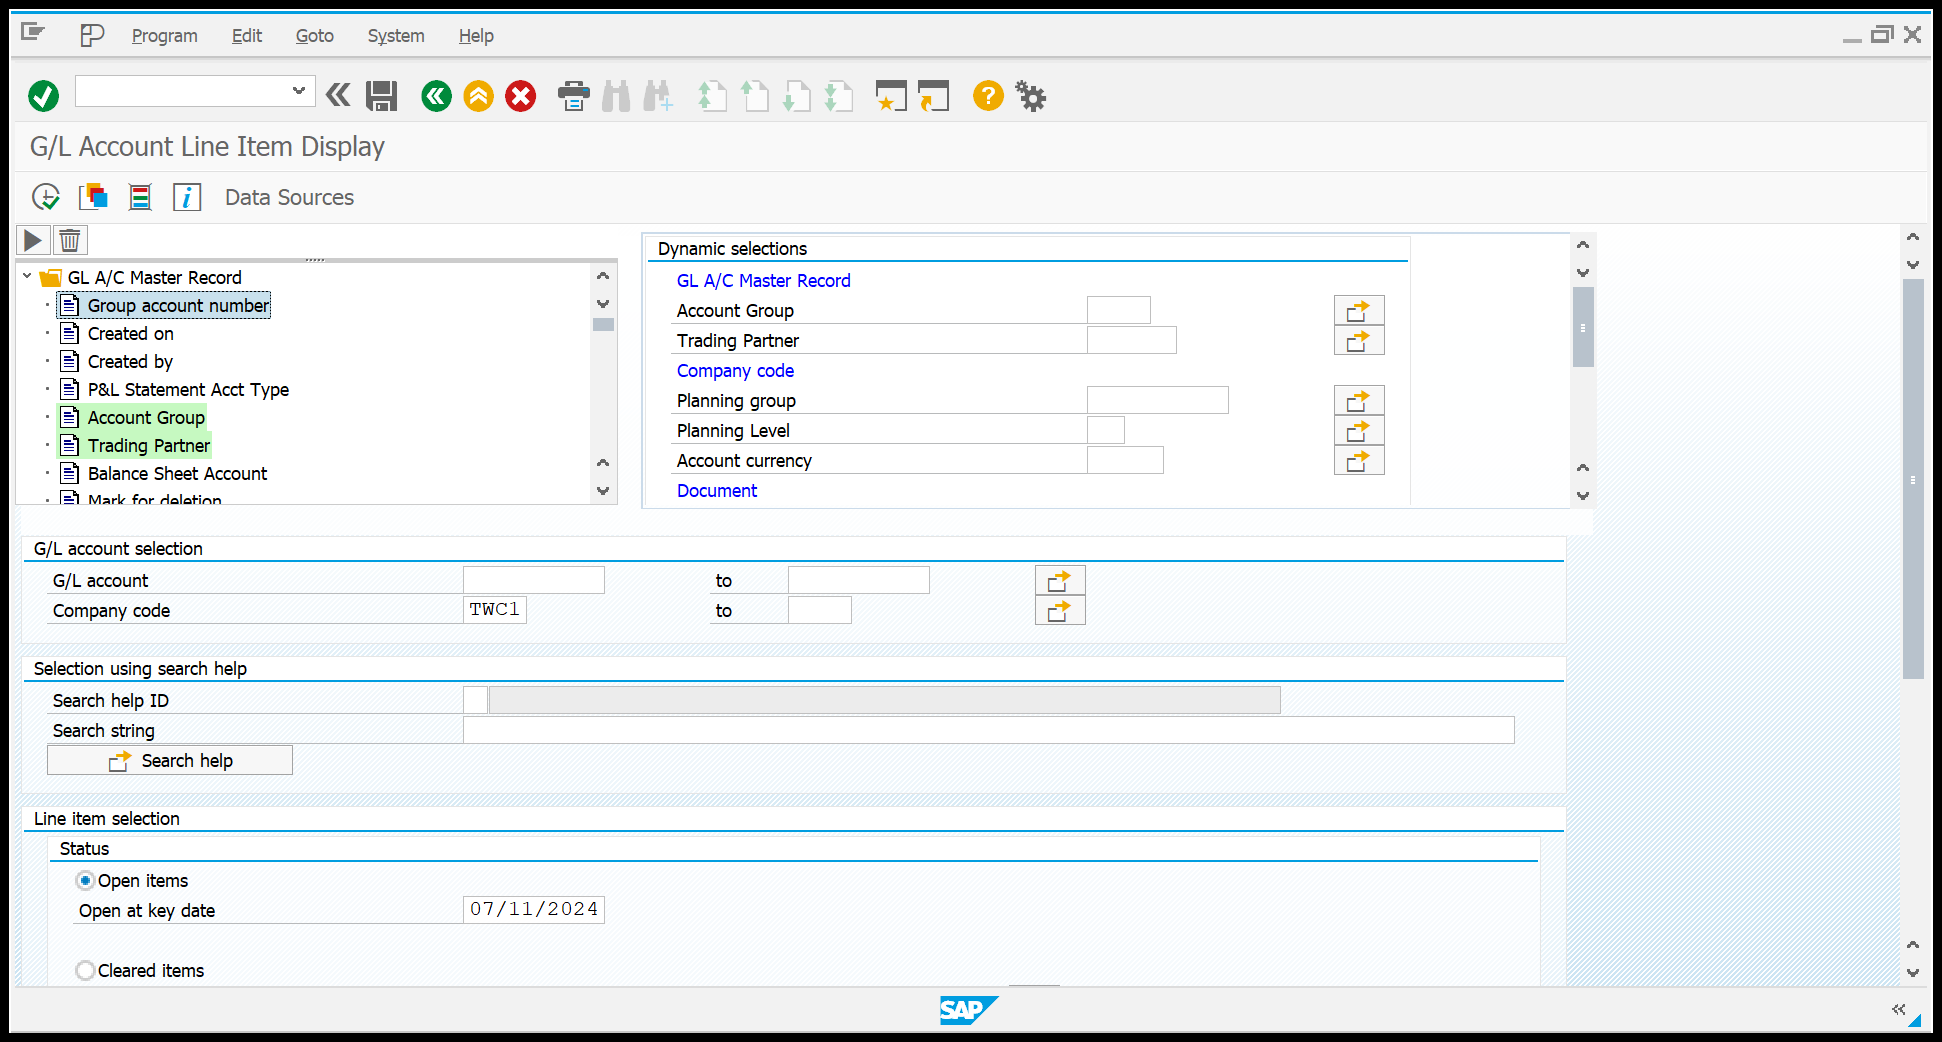 Program Edit Goto System Help
G/L Account Line Item Display
Data Sources
GL A/C Master Record
Group account number
Created on
Created by
P&L Statement Acct Type
Account Group
Trading Partner
Balance Sheet Account
Mark for deletion
Dynamic selections
GL A/C Master Record
Account Group
Trading Partner
Company code
Planning group
Planning Level
Account currency
Document
G/L account selection
G/L account to
Company code TWC1 to
Selection using search help
Search help ID
Search string
Search help
Line item selection
Status
Open items
Open at key date 07/11/2024
Cleared items
SAP